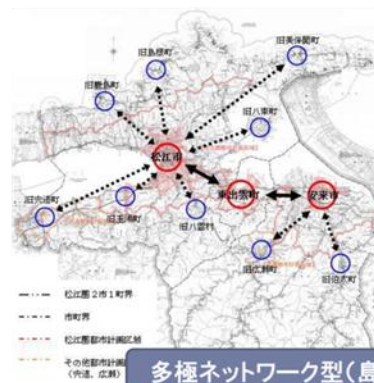 旧美保関町
旧島根町
旧鹿島町
旧八束町
松江市
東出雲町
安来市
旧宍道町
旧玉湯町
旧八雲村
旧広瀬町
旧伯太町
松江圏2市1町界
市町界
松江圏都市計画区域
その他都市計画
(宍道、広瀬)
多極ネットワーク型(島